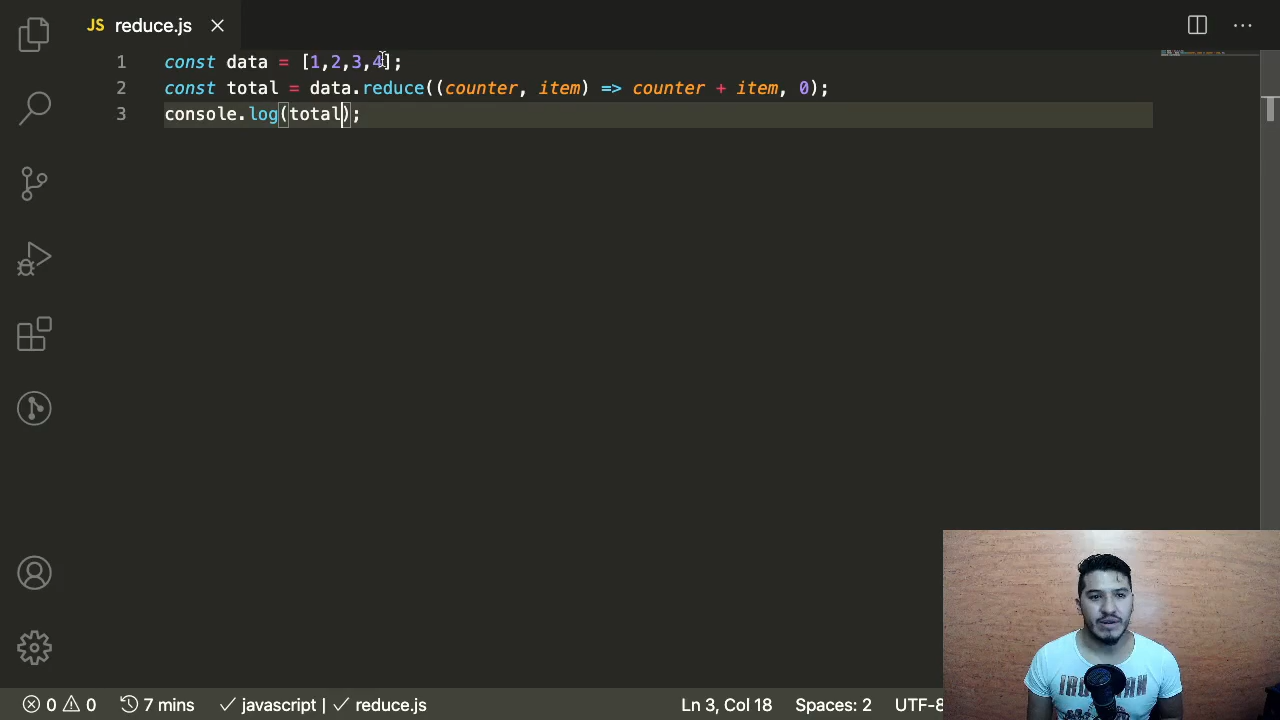 JS reduce.js
1 const data = [1,2,3,4];
2 const total = data.reduce((counter, item) => counter + item, 0);
3 console.log(total);
0 0 7 mins javascript | reduce.js Ln 3, Col 18 Spaces: 2 UTF-8